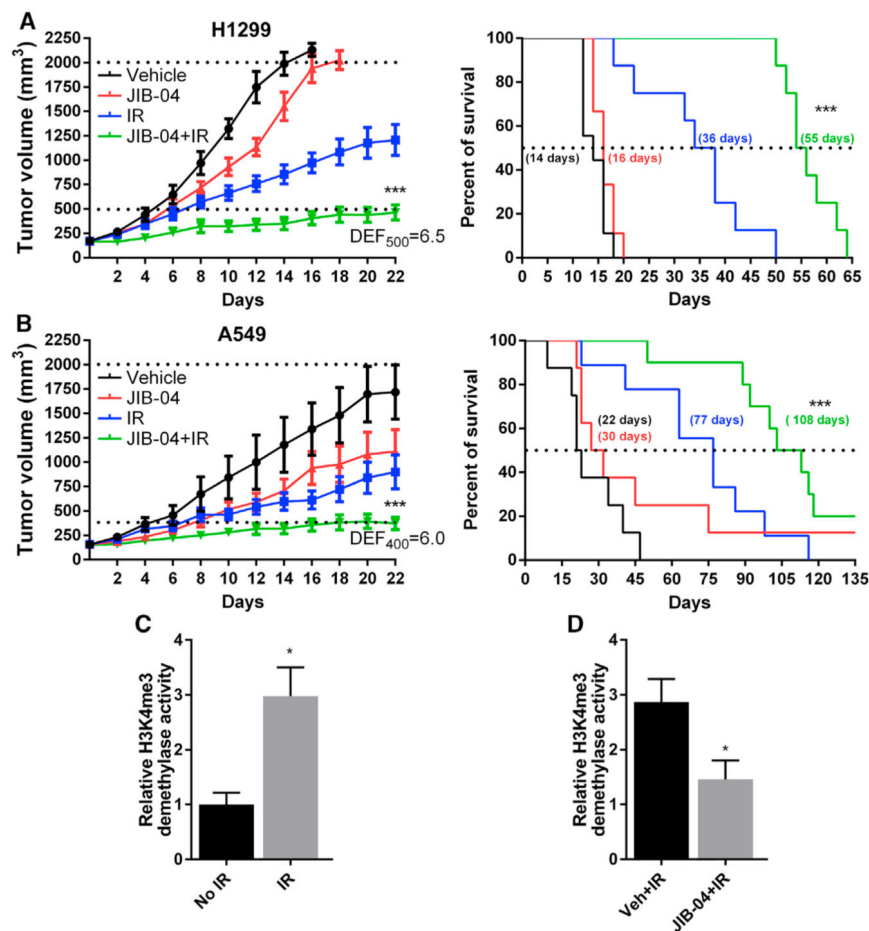 A
H1299
Tumor volume (mm³)
2250
2000
1750
1500
1250
1000
750
500
250
0
Vehicle
JIB-04
IR
JIB-04+IR
***
DEF500=6.5
2 4 6 8 10 12 14 16 18 20 22
Days
Percent of survival
100
80
60
40
20
0
(14 days)
(16 days)
(36 days)
(55 days)
***
0 5 10 15 20 25 30 35 40 45 50 55 60 65
Days
B
A549
Tumor volume (mm³)
2250
2000
1750
1500
1250
1000
750
500
250
0
Vehicle
JIB-04
IR
JIB-04+IR
***
DEF400=6.0
2 4 6 8 10 12 14 16 18 20 22
Days
Percent of survival
100
80
60
40
20
0
(22 days)
(30 days)
(77 days)
( 108 days)
***
0 15 30 45 60 75 90 105 120 135
Days
C
Relative H3K4me3
demethylase activity
4
3
2
1
0
*
No IR
IR
D
Relative H3K4me3
demethylase activity
4
3
2
1
0
*
Veh+IR
JIB-04+IR